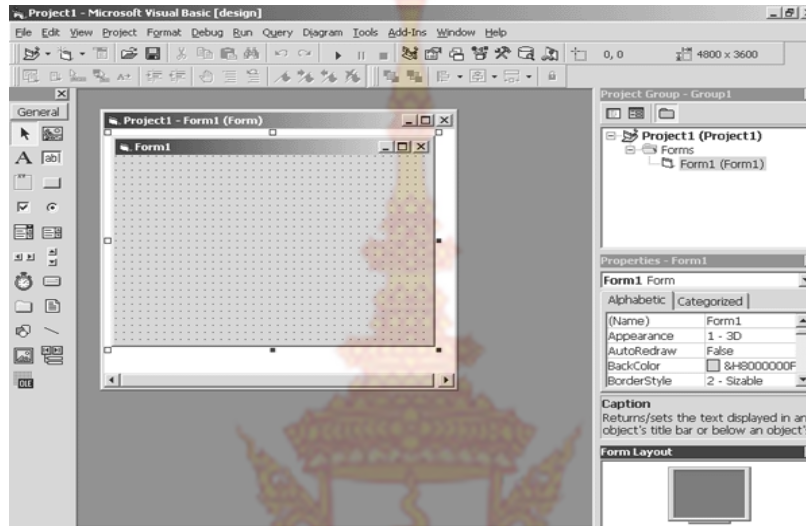 Project1 - Microsoft Visual Basic [design]
File Edit View Project Format Debug Run Query Diagram Tools Add-Ins Window Help
0, 0 4800 x 3600
General
A ab|
OLE
Project1 - Form1 (Form)
Form1
Project Group - Group1
Project1 (Project1)
Forms
Form1 (Form1)
Properties - Form1
Form1 Form
Alphabetic Categorized
(Name) Form1
Appearance 1 - 3D
AutoRedraw False
BackColor &H8000000F
BorderStyle 2 - Sizable
Caption
Returns/sets the text displayed in an
object's title bar or below an object'
Form Layout